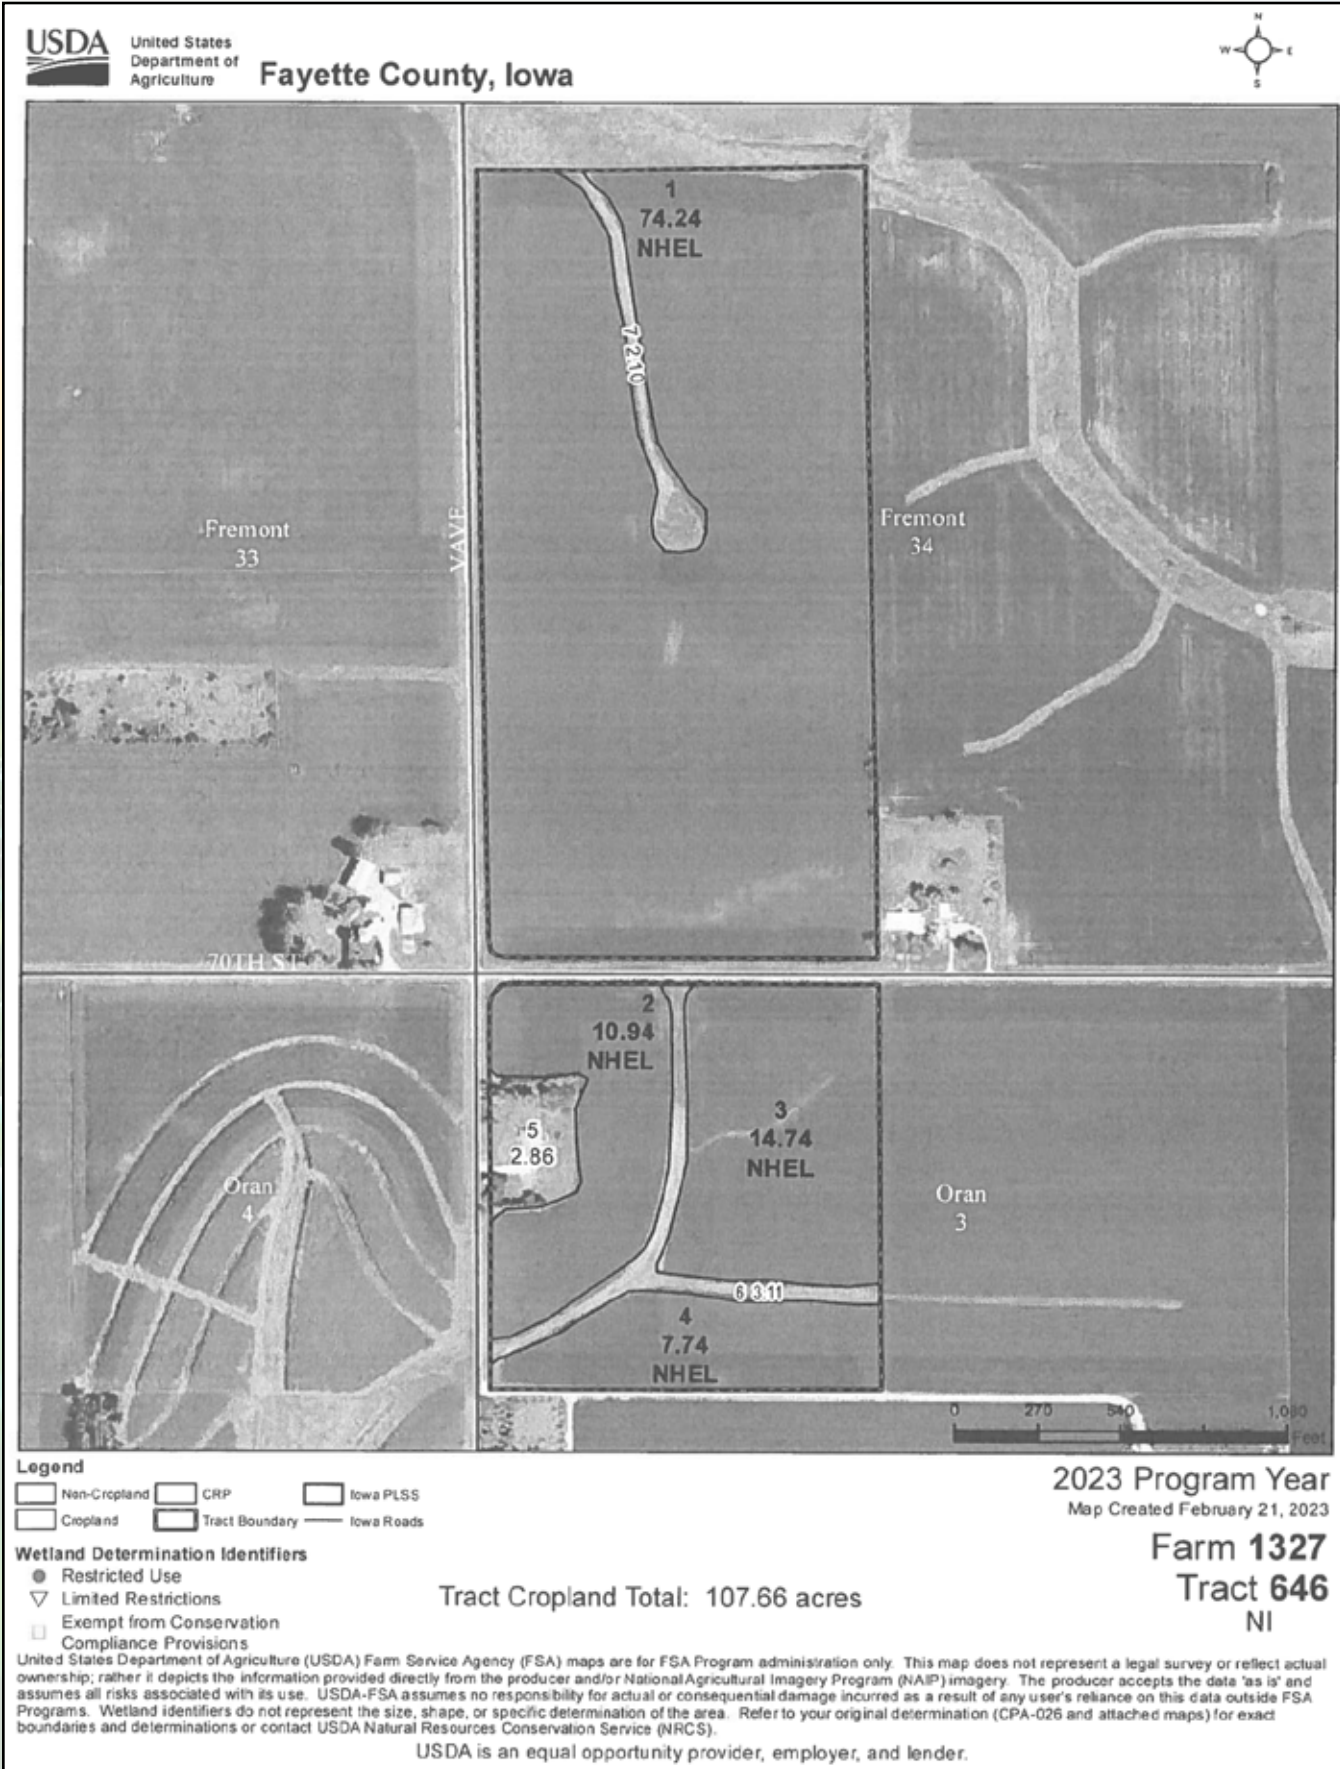 N
W E
S
USDA
United States
Department of
Agriculture
Fayette County, Iowa
1
74.24
NHEL
7 2.10
Fremont
33
V AVE
Fremont
34
70TH ST
2
10.94
NHEL
5
2.86
3
14.74
NHEL
Oran
4
Oran
3
6 3.11
4
7.74
NHEL
0 270 540 1,080
Feet
Legend
Non-Cropland CRP Iowa PLSS
Cropland Tract Boundary Iowa Roads
Wetland Determination Identifiers
Restricted Use
Limited Restrictions
Exempt from Conservation
Compliance Provisions
Tract Cropland Total: 107.66 acres
2023 Program Year
Map Created February 21, 2023
Farm 1327
Tract 646
NI
United States Department of Agriculture (USDA) Farm Service Agency (FSA) maps are for FSA Program administration only. This map does not represent a legal survey or reflect actual
ownership; rather it depicts the information provided directly from the producer and/or National Agricultural Imagery Program (NAIP) imagery. The producer accepts the data 'as is' and
assumes all risks associated with its use. USDA-FSA assumes no responsibility for actual or consequential damage incurred as a result of any user's reliance on this data outside FSA
Programs. Wetland identifiers do not represent the size, shape, or specific determination of the area. Refer to your original determination (CPA-026 and attached maps) for exact
boundaries and determinations or contact USDA Natural Resources Conservation Service (NRCS).
USDA is an equal opportunity provider, employer, and lender.